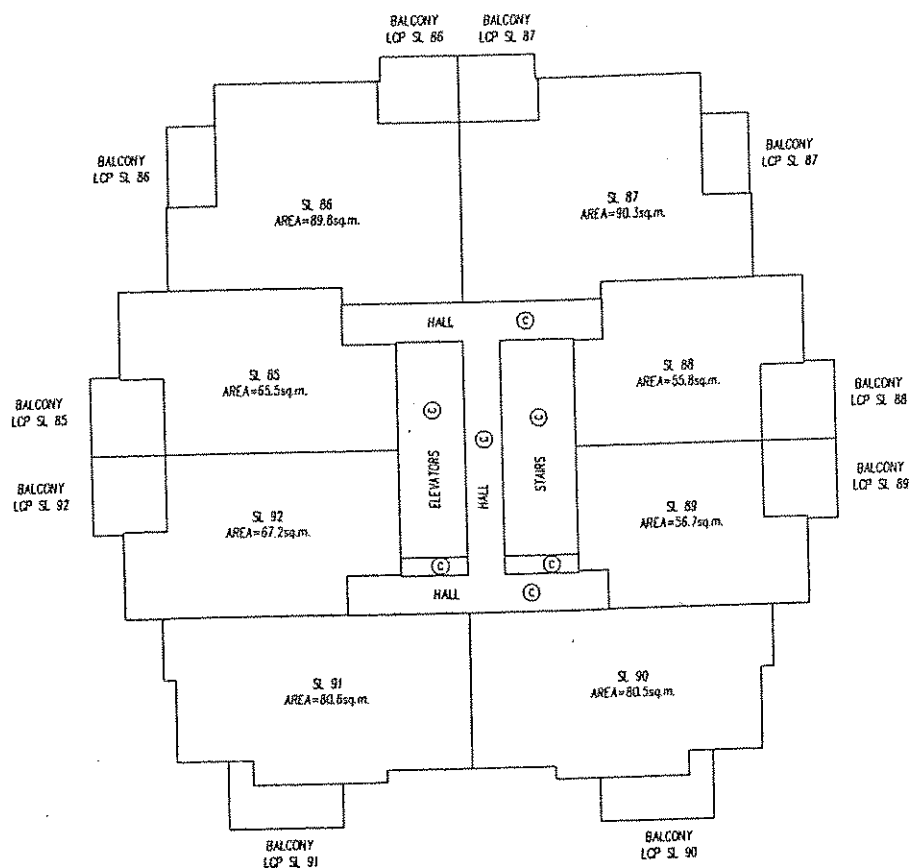 BALCONY
LCP SL 86
BALCONY
LCP SL 87
BALCONY
LCP SL 86
BALCONY
LCP SL 87
SL 86
AREA=89.8sq.m.
SL 87
AREA=90.3sq.m.
HALL
C
SL 85
AREA=65.5sq.m.
SL 88
AREA=55.8sq.m.
BALCONY
LCP SL 85
C
C
C
BALCONY
LCP SL 88
ELEVATORS
HALL
STAIRS
BALCONY
LCP SL 92
BALCONY
LCP SL 89
SL 92
AREA=67.2sq.m.
SL 89
AREA=56.7sq.m.
C
C
HALL
C
SL 91
AREA=80.6sq.m.
SL 90
AREA=80.5sq.m.
BALCONY
LCP SL 91
BALCONY
LCP SL 90